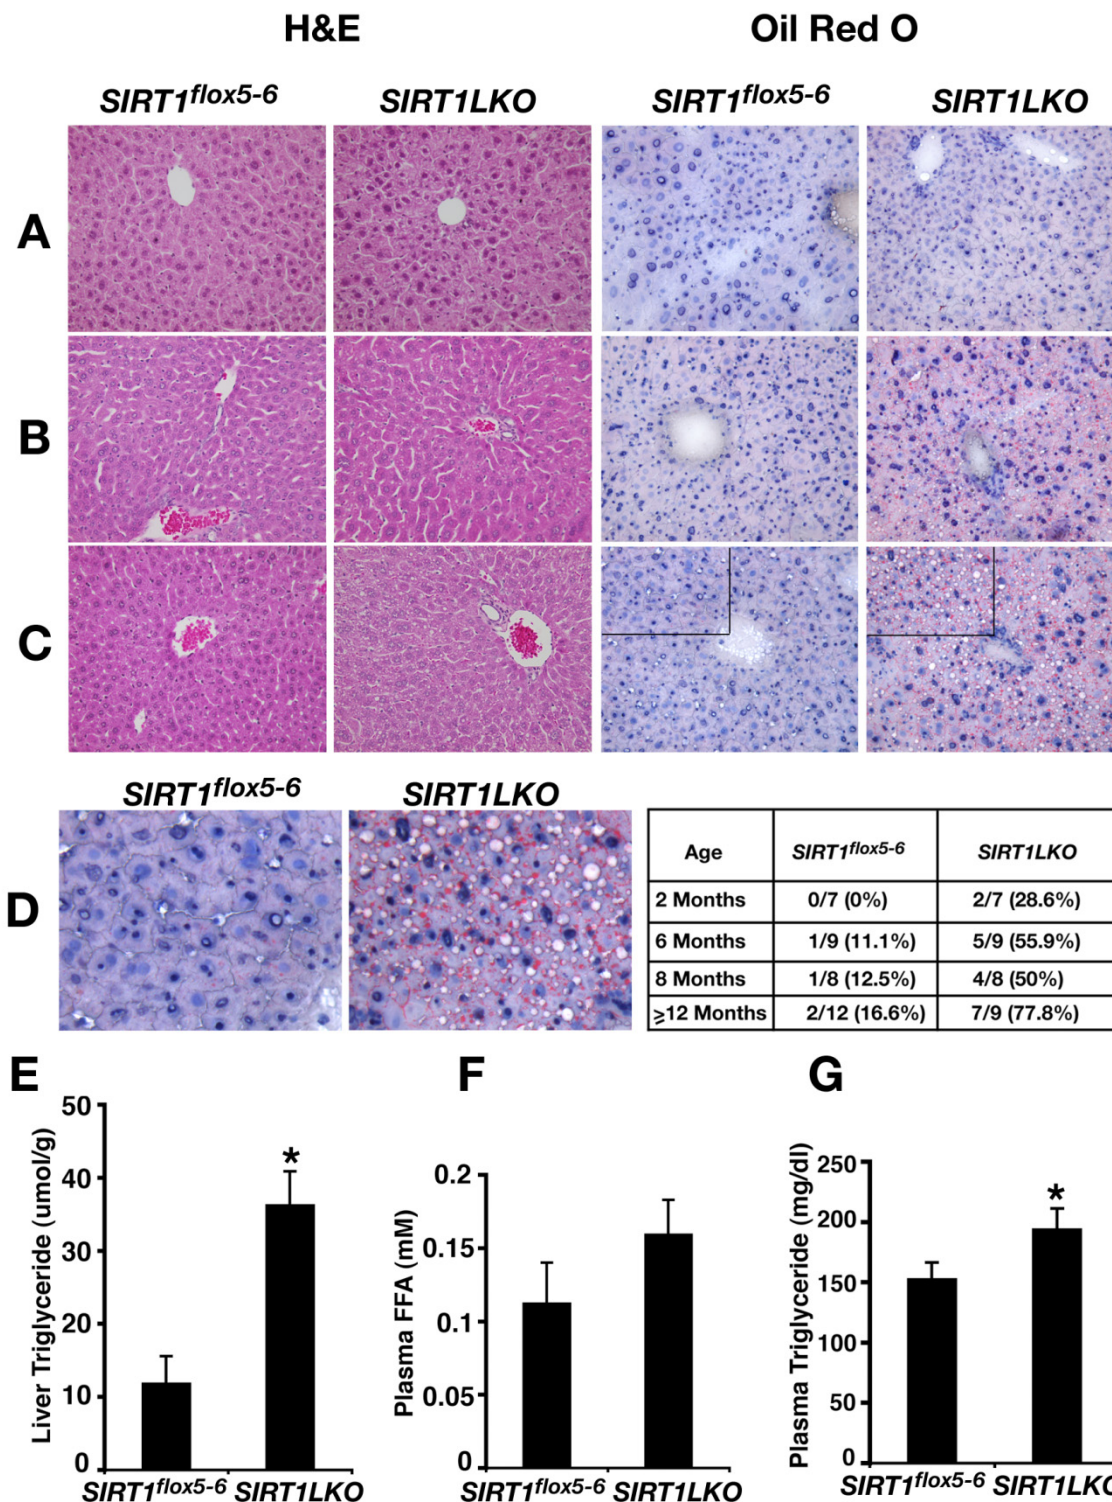 H&E Oil Red O
SIRT1flox5-6 SIRT1LKO SIRT1flox5-6 SIRT1LKO
A
B
C
SIRT1flox5-6 SIRT1LKO
D
Age SIRT1flox5-6 SIRT1LKO
2 Months 0/7 (0%) 2/7 (28.6%)
6 Months 1/9 (11.1%) 5/9 (55.9%)
8 Months 1/8 (12.5%) 4/8 (50%)
≥12 Months 2/12 (16.6%) 7/9 (77.8%)
E
Liver Triglyceride (umol/g)
50
40
30
20
10
0
*
SIRT1flox5-6 SIRT1LKO
F
Plasma FFA (mM)
0.2
0.15
0.1
0.05
0
SIRT1flox5-6 SIRT1LKO
G
Plasma Triglyceride (mg/dl)
250
200
150
100
50
0
*
SIRT1flox5-6 SIRT1LKO